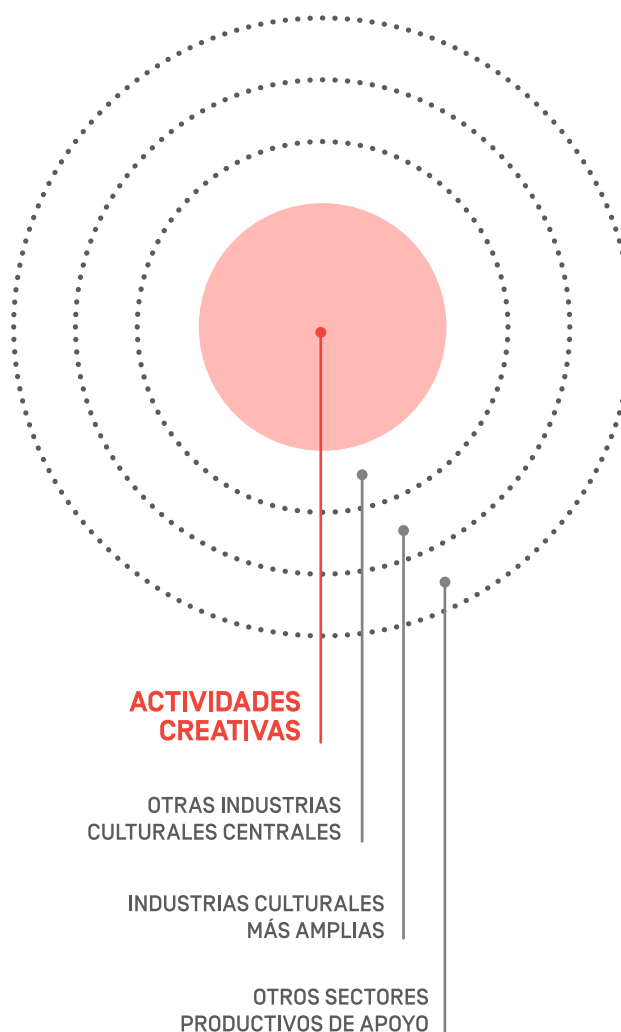 ACTIVIDADES
CREATIVAS
OTRAS INDUSTRIAS
CULTURALES CENTRALES
INDUSTRIAS CULTURALES
MÁS AMPLIAS
OTROS SECTORES
PRODUCTIVOS DE APOYO